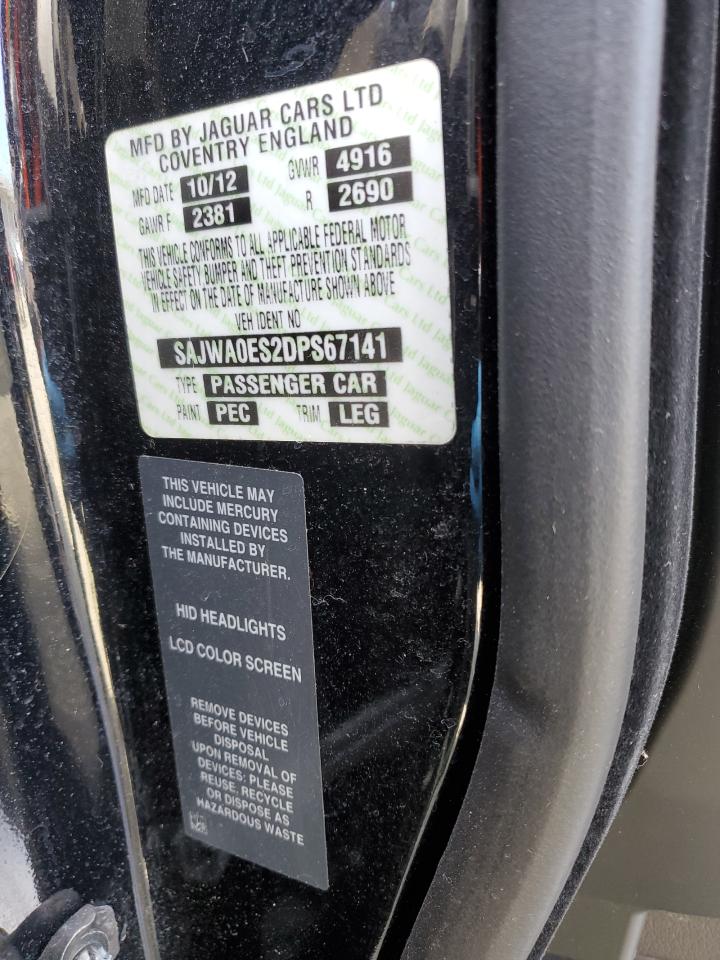 MFD BY JAGUAR CARS LTD
COVENTRY ENGLAND
MFD DATE 10/12 GVWR 4916
GAWR F 2381 R 2690
THIS VEHICLE CONFORMS TO ALL APPLICABLE FEDERAL MOTOR
VEHICLE SAFETY BUMPER AND THEFT PREVENTION STANDARDS
IN EFFECT ON THE DATE OF MANUFACTURE SHOWN ABOVE
VEH IDENT NO
SAJWA0ES2DPS67141
TYPE PASSENGER CAR
PAINT PEC TRIM LEG
THIS VEHICLE MAY
INCLUDE MERCURY
CONTAINING DEVICES
INSTALLED BY
THE MANUFACTURER.
HID HEADLIGHTS
LCD COLOR SCREEN
REMOVE DEVICES
BEFORE VEHICLE
DISPOSAL
UPON REMOVAL OF
DEVICES: PLEASE
REUSE, RECYCLE
OR DISPOSE AS
HAZARDOUS WASTE